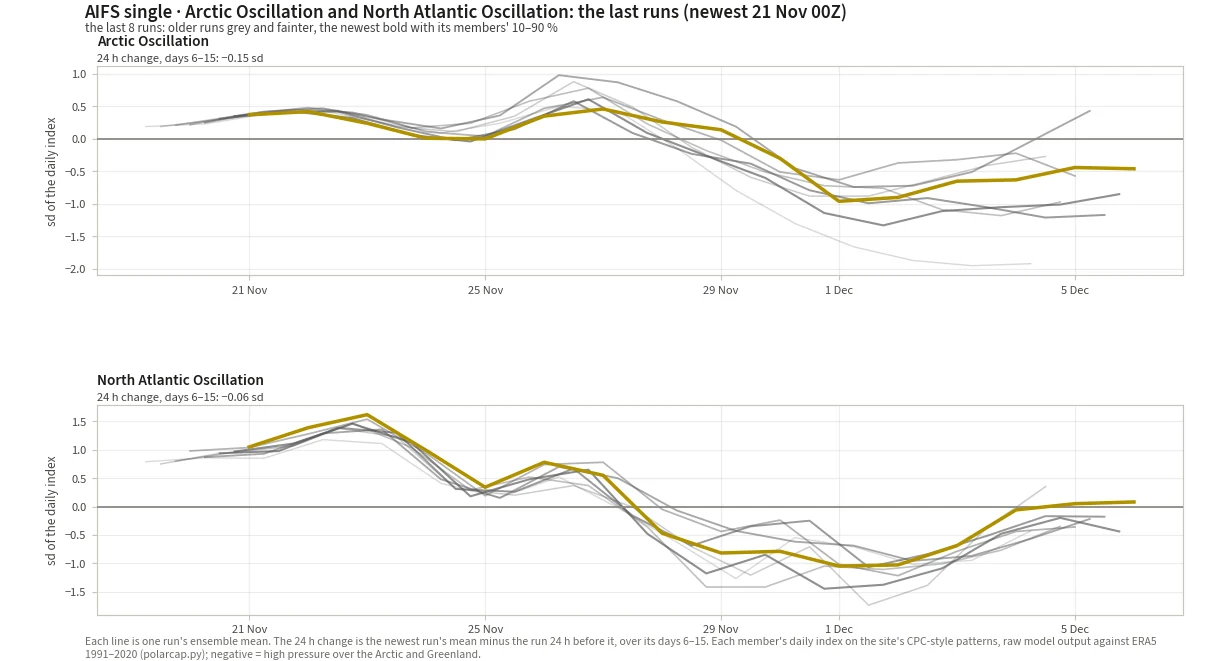 AIFS single · Arctic Oscillation and North Atlantic Oscillation: the last runs (newest 21 Nov 00Z)
the last 8 runs: older runs grey and fainter, the newest bold with its members' 10–90 %
Arctic Oscillation
24 h change, days 6–15: −0.15 sd
sd of the daily index
1.0
0.5
0.0
−0.5
−1.0
−1.5
−2.0
21 Nov
25 Nov
29 Nov
1 Dec
5 Dec
North Atlantic Oscillation
24 h change, days 6–15: −0.06 sd
sd of the daily index
1.5
1.0
0.5
0.0
−0.5
−1.0
−1.5
21 Nov
25 Nov
29 Nov
1 Dec
5 Dec
Each line is one run's ensemble mean. The 24 h change is the newest run's mean minus the run 24 h before it, over its days 6–15. Each member's daily index on the site's CPC-style patterns, raw model output against ERA5
1991–2020 (polarcap.py); negative = high pressure over the Arctic and Greenland.